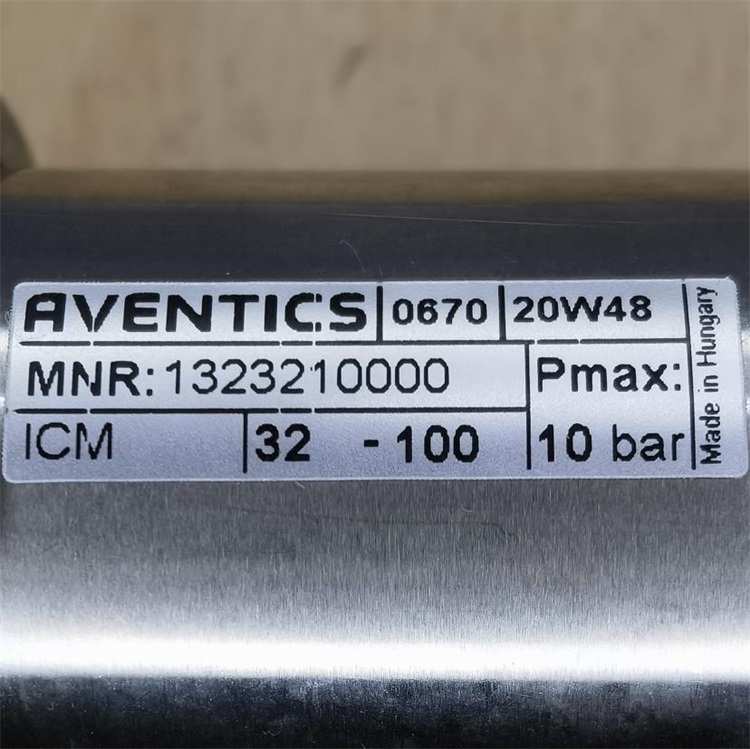 AVENTICS 0670 20W48
MNR: 1323210000
Pmax:
ICM 32 - 100 10 bar
Made in Hungary